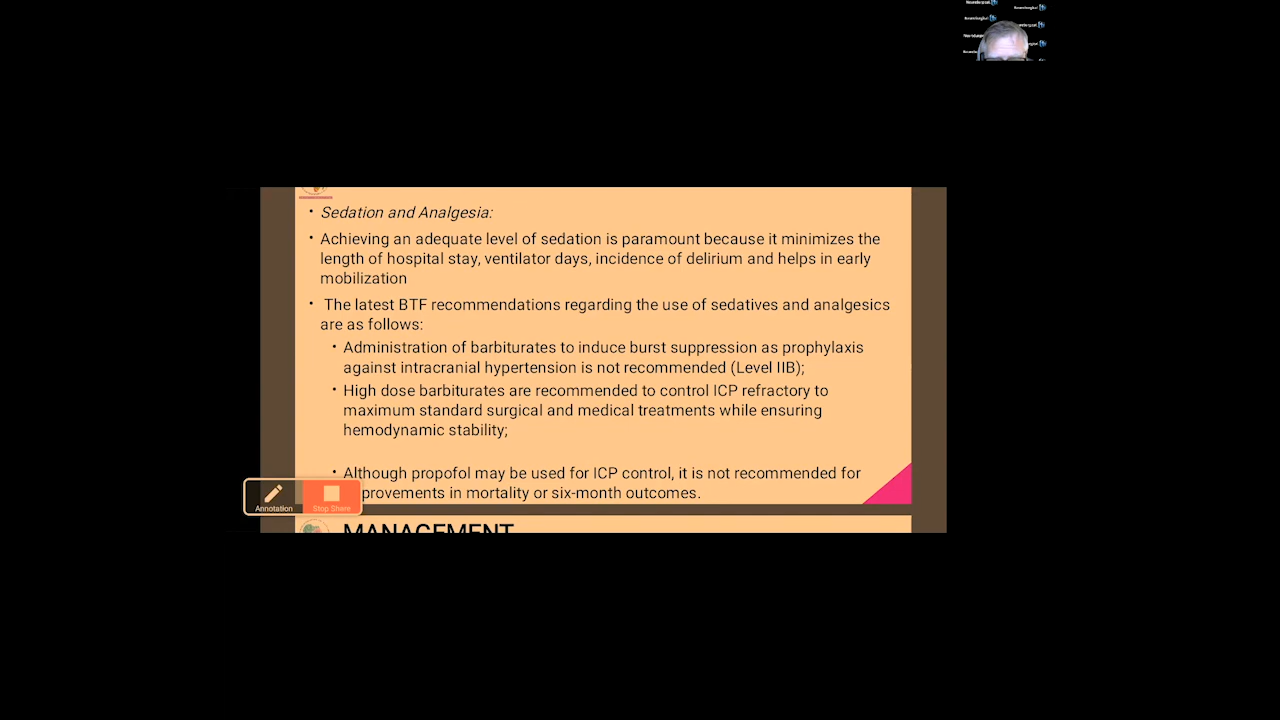 • Sedation and Analgesia:
• Achieving an adequate level of sedation is paramount because it minimizes the
length of hospital stay, ventilator days, incidence of delirium and helps in early
mobilization
• The latest BTF recommendations regarding the use of sedatives and analgesics
are as follows:
• Administration of barbiturates to induce burst suppression as prophylaxis
against intracranial hypertension is not recommended (Level IIB);
• High dose barbiturates are recommended to control ICP refractory to
maximum standard surgical and medical treatments while ensuring
hemodynamic stability;
• Although propofol may be used for ICP control, it is not recommended for
provements in mortality or six-month outcomes.
Annotation
Stop Share
MANAGEMENT